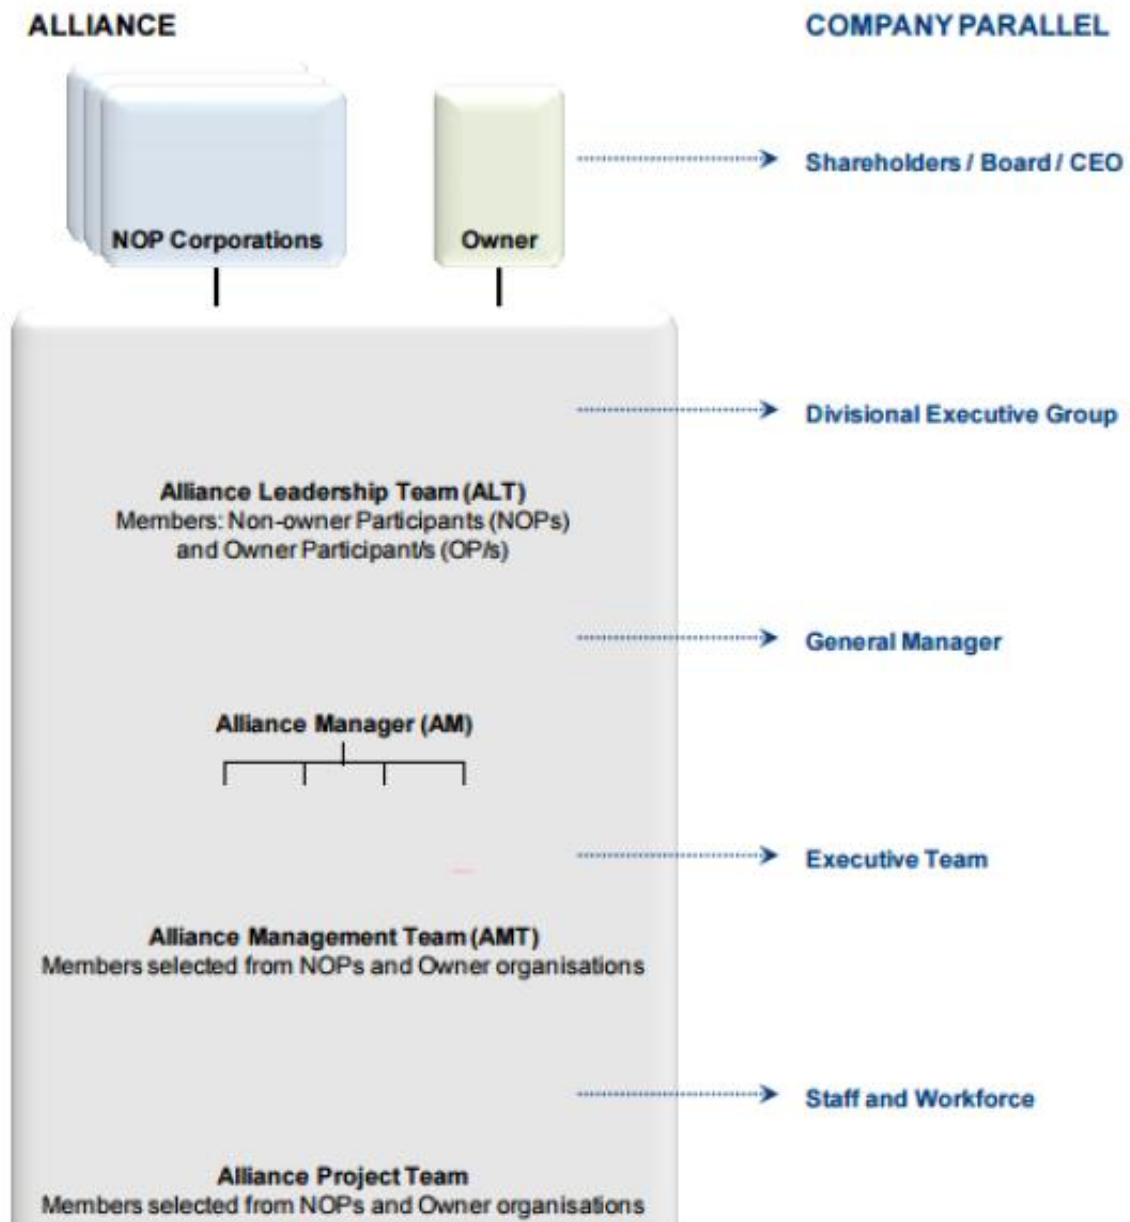 ALLIANCE
COMPANY PARALLEL
NOP Corporations
Owner
Shareholders / Board / CEO
Divisional Executive Group
Alliance Leadership Team (ALT)
Members: Non-owner Participants (NOPs)
and Owner Participant/s (OP/s)
General Manager
Alliance Manager (AM)
Executive Team
Alliance Management Team (AMT)
Members selected from NOPs and Owner organisations
Staff and Workforce
Alliance Project Team
Members selected from NOPs and Owner organisations